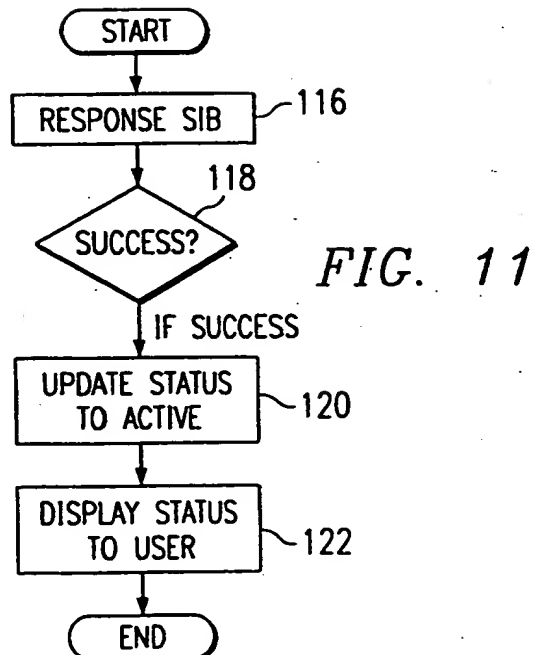 START
RESPONSE SIB
116
118
SUCCESS?
FIG. 11
IF SUCCESS
UPDATE STATUS
TO ACTIVE
120
DISPLAY STATUS
TO USER
122
END